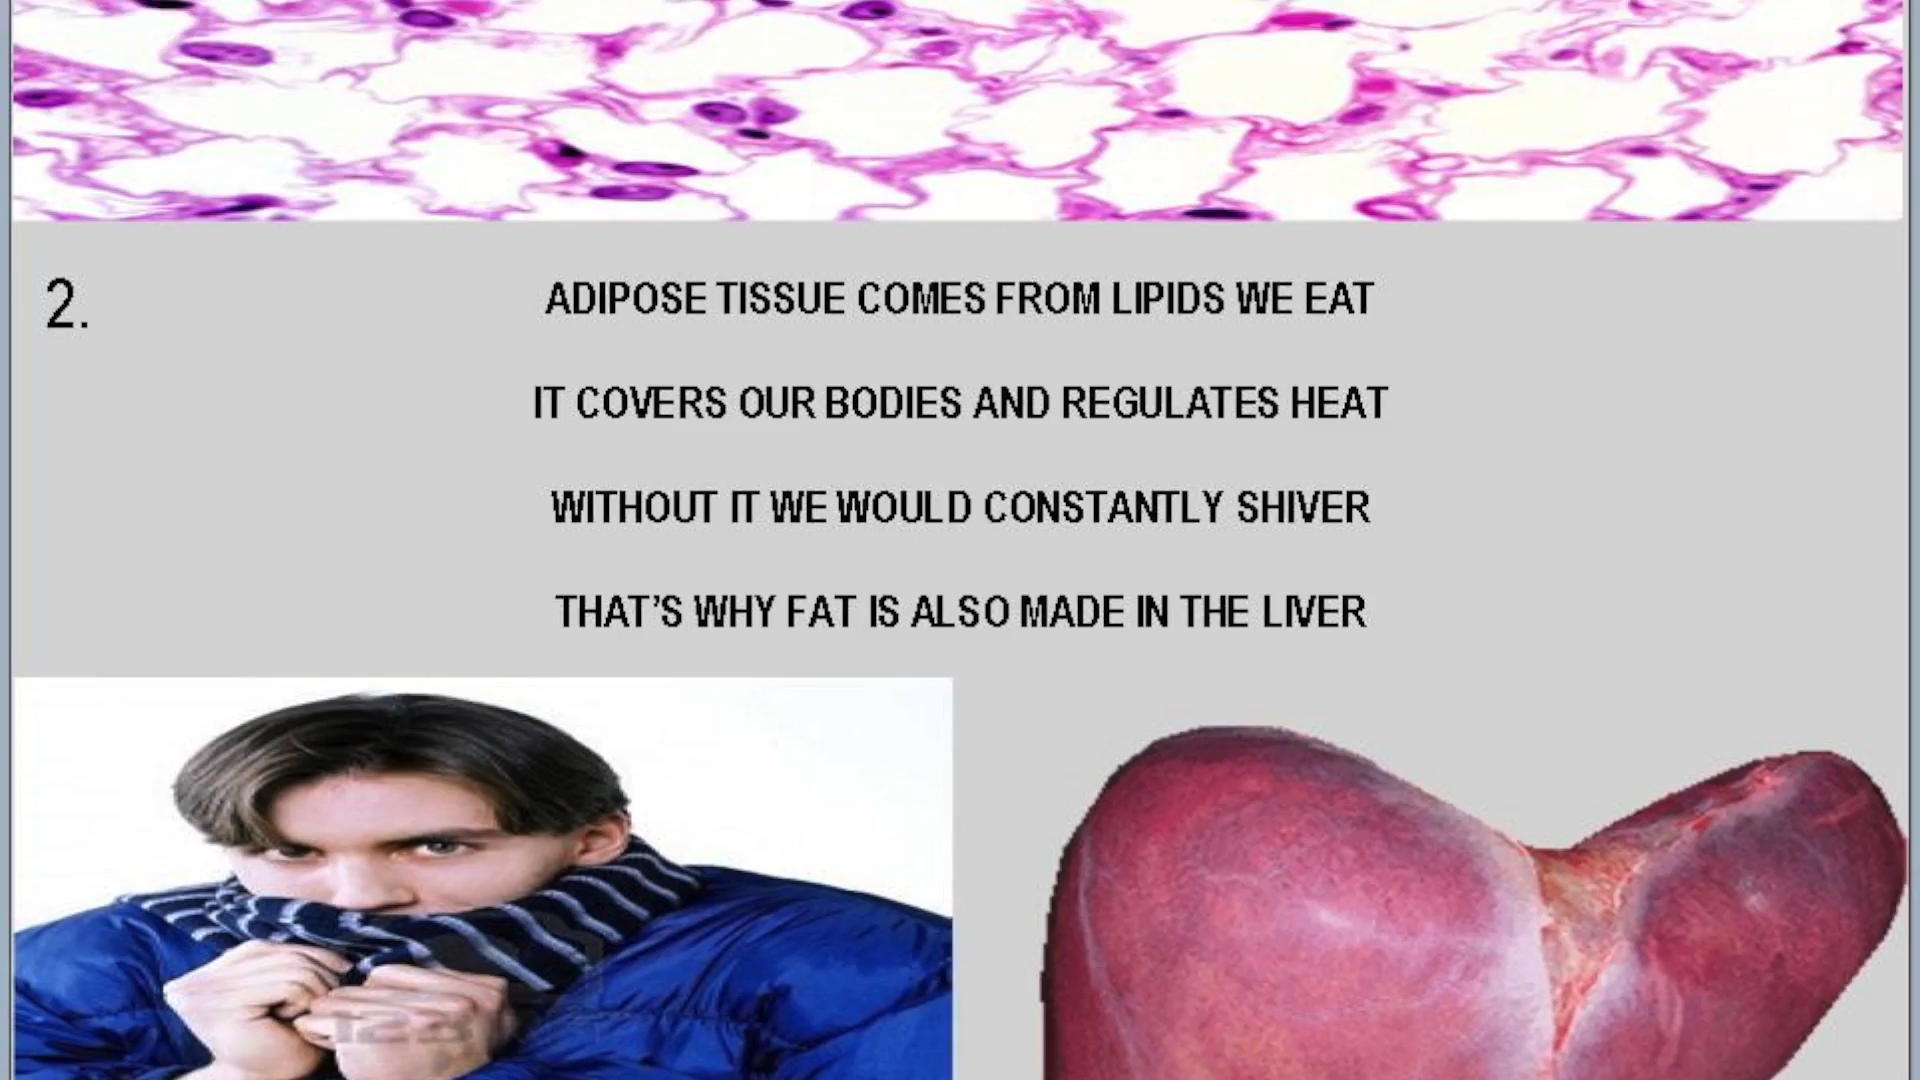 2.
ADIPOSE TISSUE COMES FROM LIPIDS WE EAT
IT COVERS OUR BODIES AND REGULATES HEAT
WITHOUT IT WE WOULD CONSTANTLY SHIVER
THAT'S WHY FAT IS ALSO MADE IN THE LIVER